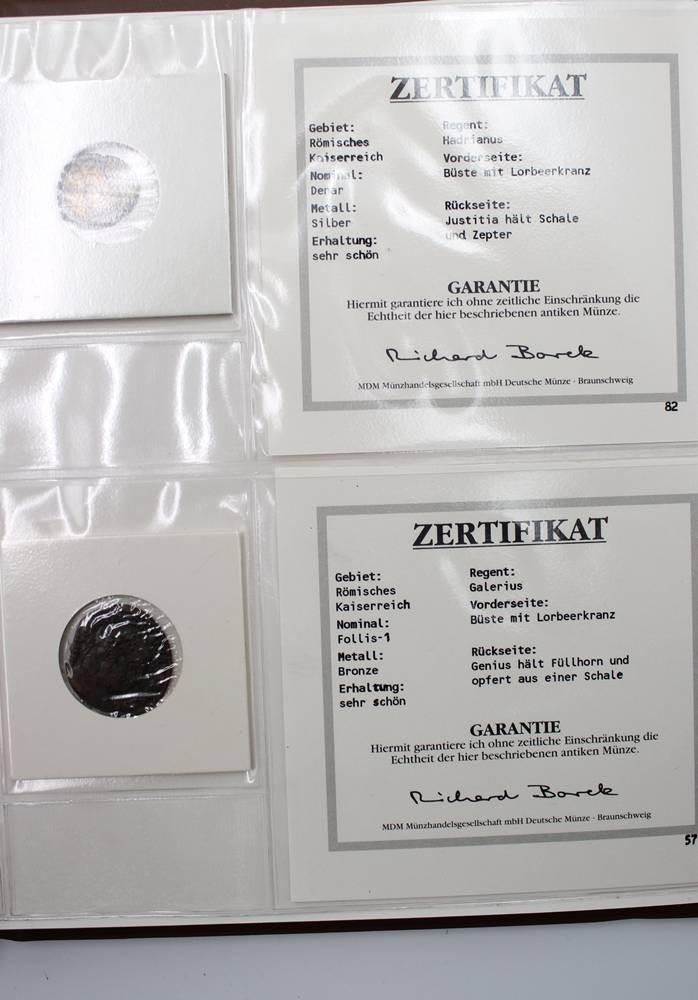 ZERTIFIKAT
Gebiet:
Römisches
Kaiserreich
Nominal:
Denar
Metall:
Silber
Erhaltung:
sehr schön
Regent:
Hadrianus
Vorderseite:
Büste mit Lorbeerkranz
Rückseite:
Justitia hält Schale
und Zepter
GARANTIE
Hiermit garantiere ich ohne zeitliche Einschränkung die
Echtheit der hier beschriebenen antiken Münze.
Richard Borek
MDM Münzhandelsgesellschaft mbH Deutsche Münze · Braunschweig
82
ZERTIFIKAT
Gebiet:
Römisches
Kaiserreich
Nominal:
Follis-1
Metall:
Bronze
Erhaltung:
sehr schön
Regent:
Galerius
Vorderseite:
Büste mit Lorbeerkranz
Rückseite:
Genius hält Füllhorn und
opfert aus einer Schale
GARANTIE
Hiermit garantiere ich ohne zeitliche Einschränkung die
Echtheit der hier beschriebenen antiken Münze.
Richard Borek
MDM Münzhandelsgesellschaft mbH Deutsche Münze · Braunschweig
57